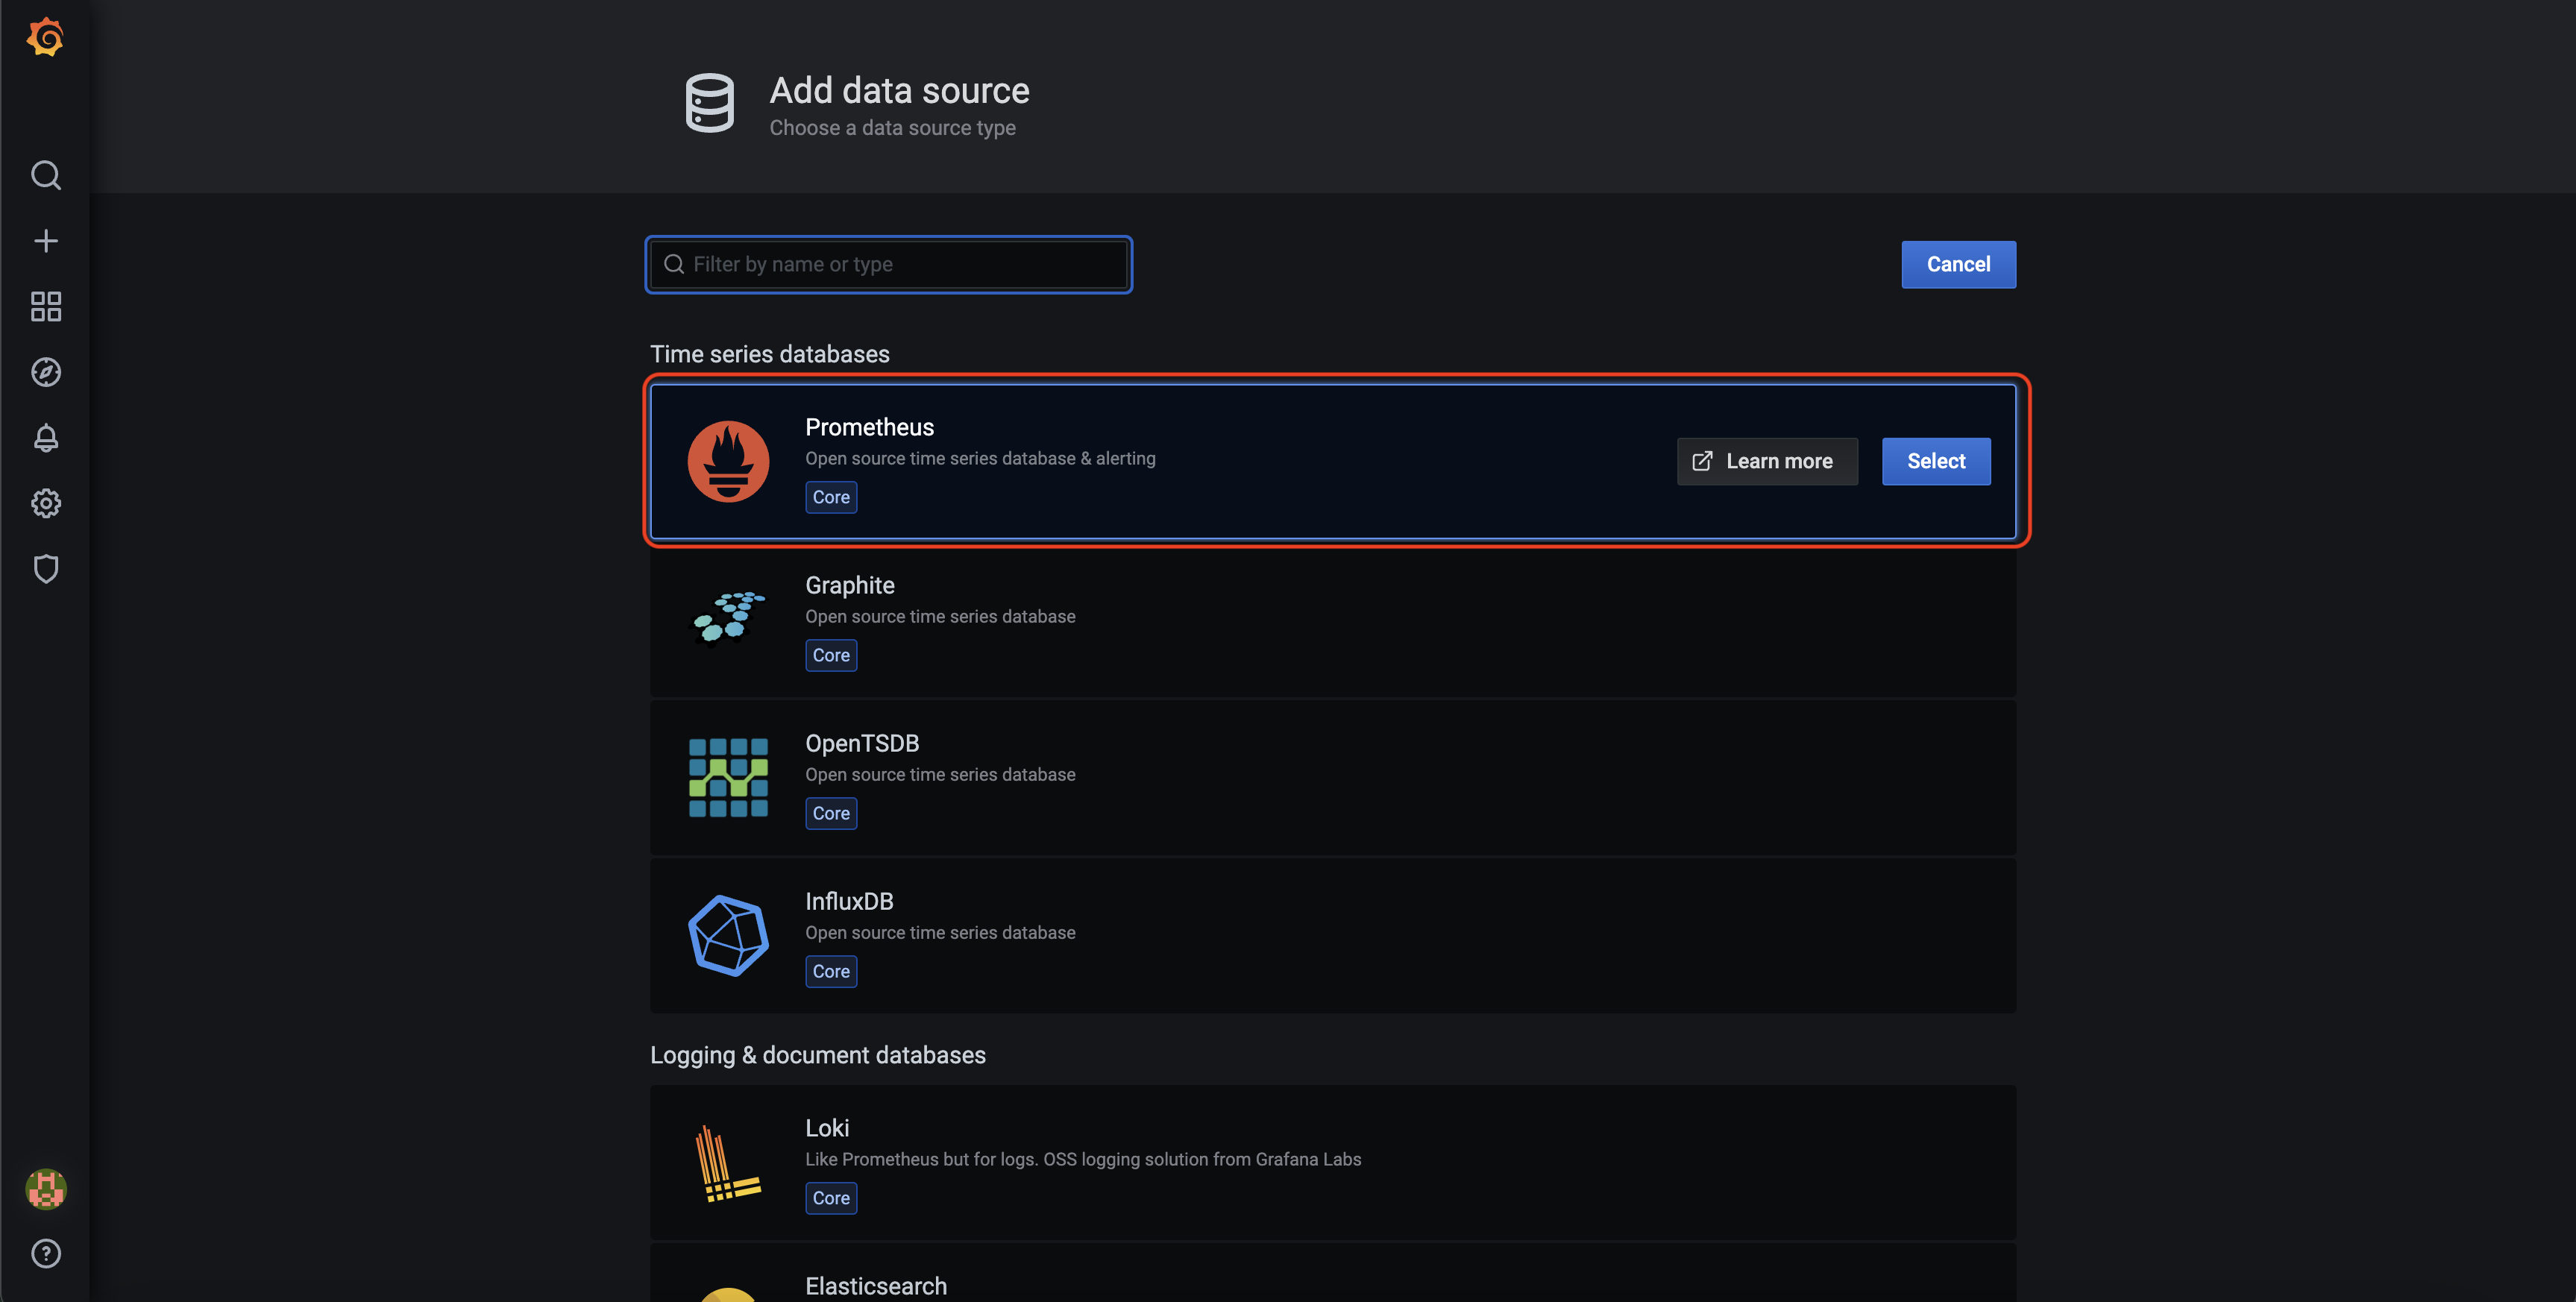 Add data source
Choose a data source type
Filter by name or type
Cancel
Time series databases
Prometheus
Open source time series database & alerting
Core
Learn more
Select
Graphite
Open source time series database
Core
OpenTSDB
Open source time series database
Core
InfluxDB
Open source time series database
Core
Logging & document databases
Loki
Like Prometheus but for logs. OSS logging solution from Grafana Labs
Core
Elasticsearch